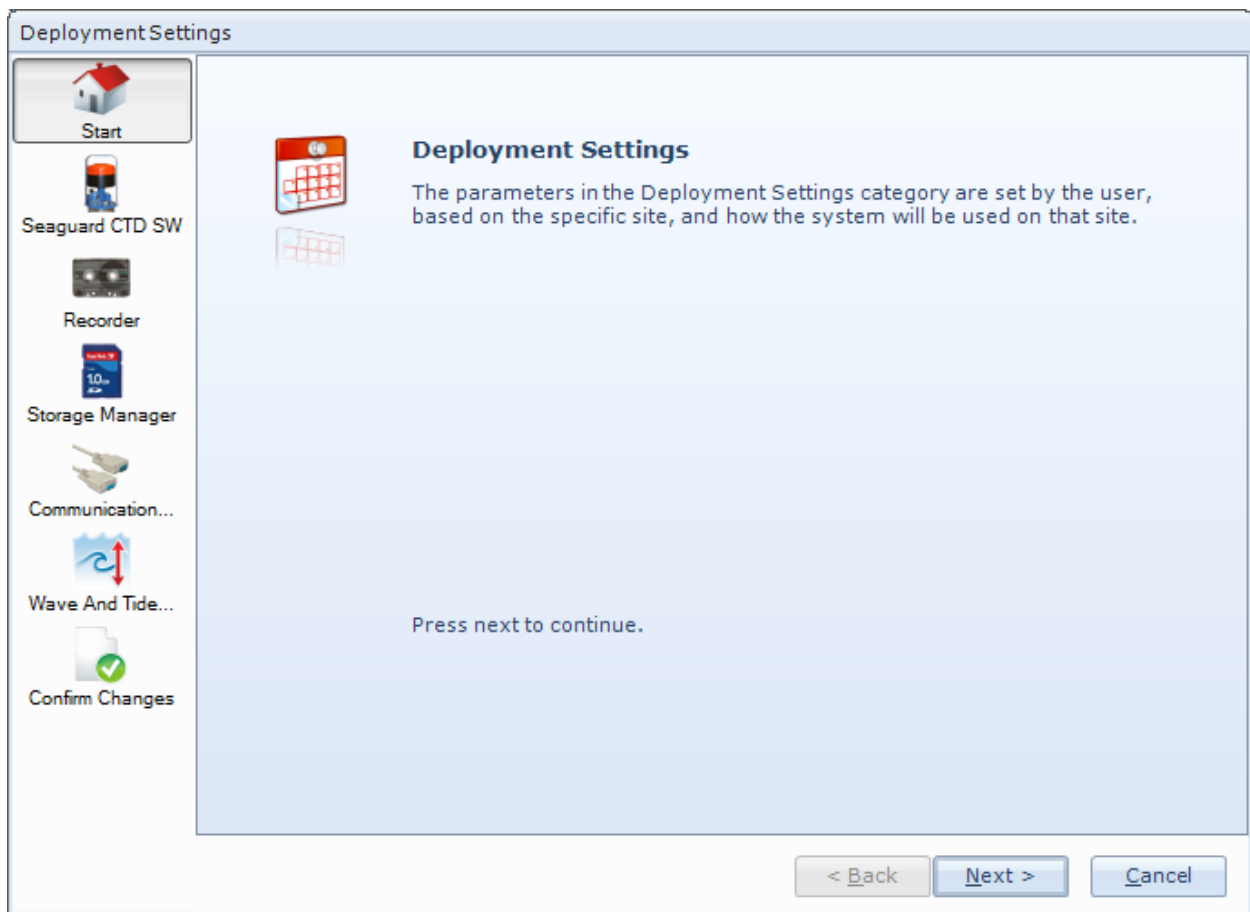 Deployment Settings
Start
Seaguard CTD SW
Recorder
1.0
Storage Manager
Communication...
Wave And Tide...
Confirm Changes
Deployment Settings
The parameters in the Deployment Settings category are set by the user,
based on the specific site, and how the system will be used on that site.
Press next to continue.
< Back
Next >
Cancel